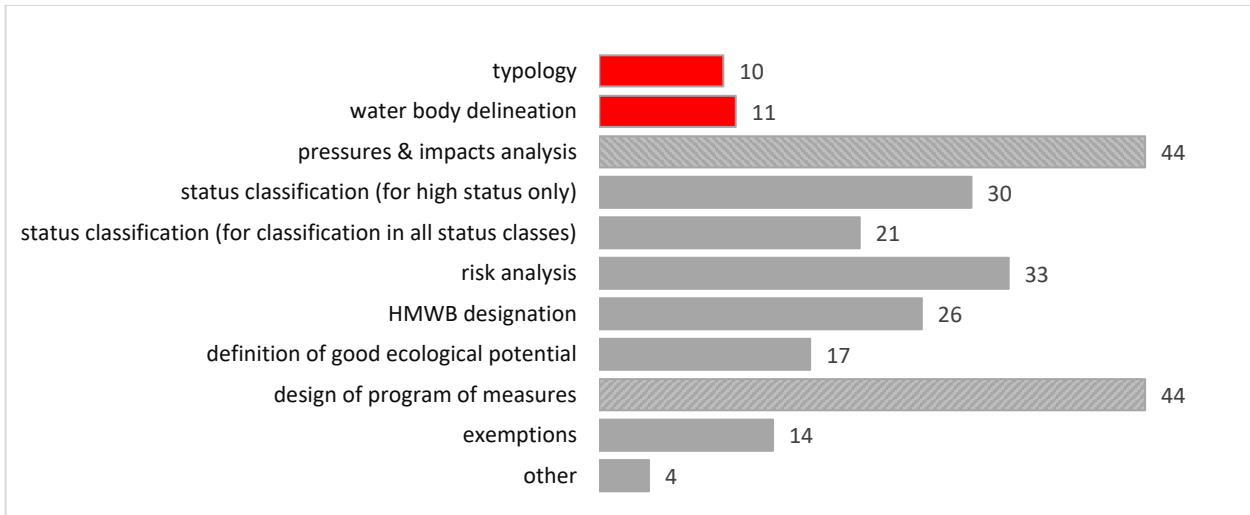 typology 10
water body delineation 11
pressures & impacts analysis 44
status classification (for high status only) 30
status classification (for classification in all status classes) 21
risk analysis 33
HMWB designation 26
definition of good ecological potential 17
design of program of measures 44
exemptions 14
other 4